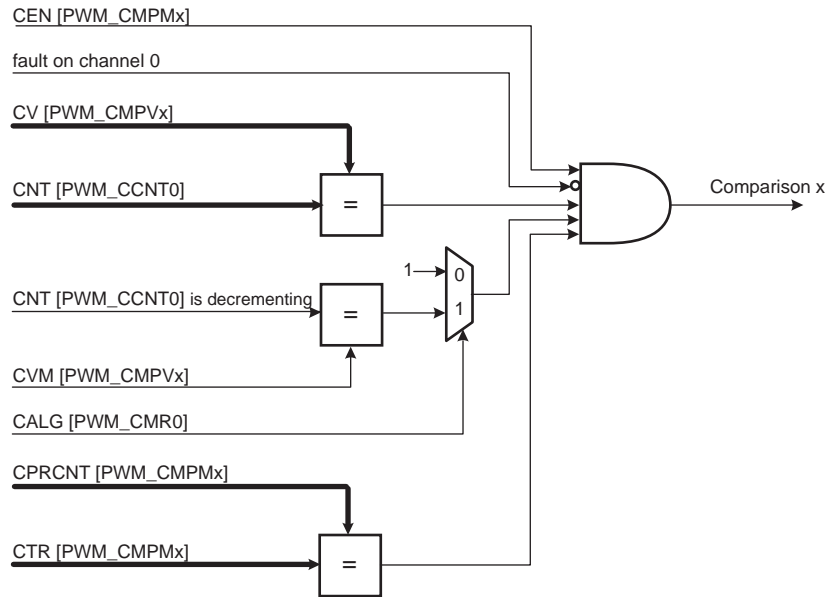 CEN [PWM_CMPMx]
fault on channel 0
CV [PWM_CMPVx]
CNT [PWM_CCNT0]
=
Comparison x
1
0
1
CNT [PWM_CCNT0] is decrementing
=
CVM [PWM_CMPVx]
CALG [PWM_CMR0]
CPRCNT [PWM_CMPMx]
CTR [PWM_CMPMx]
=